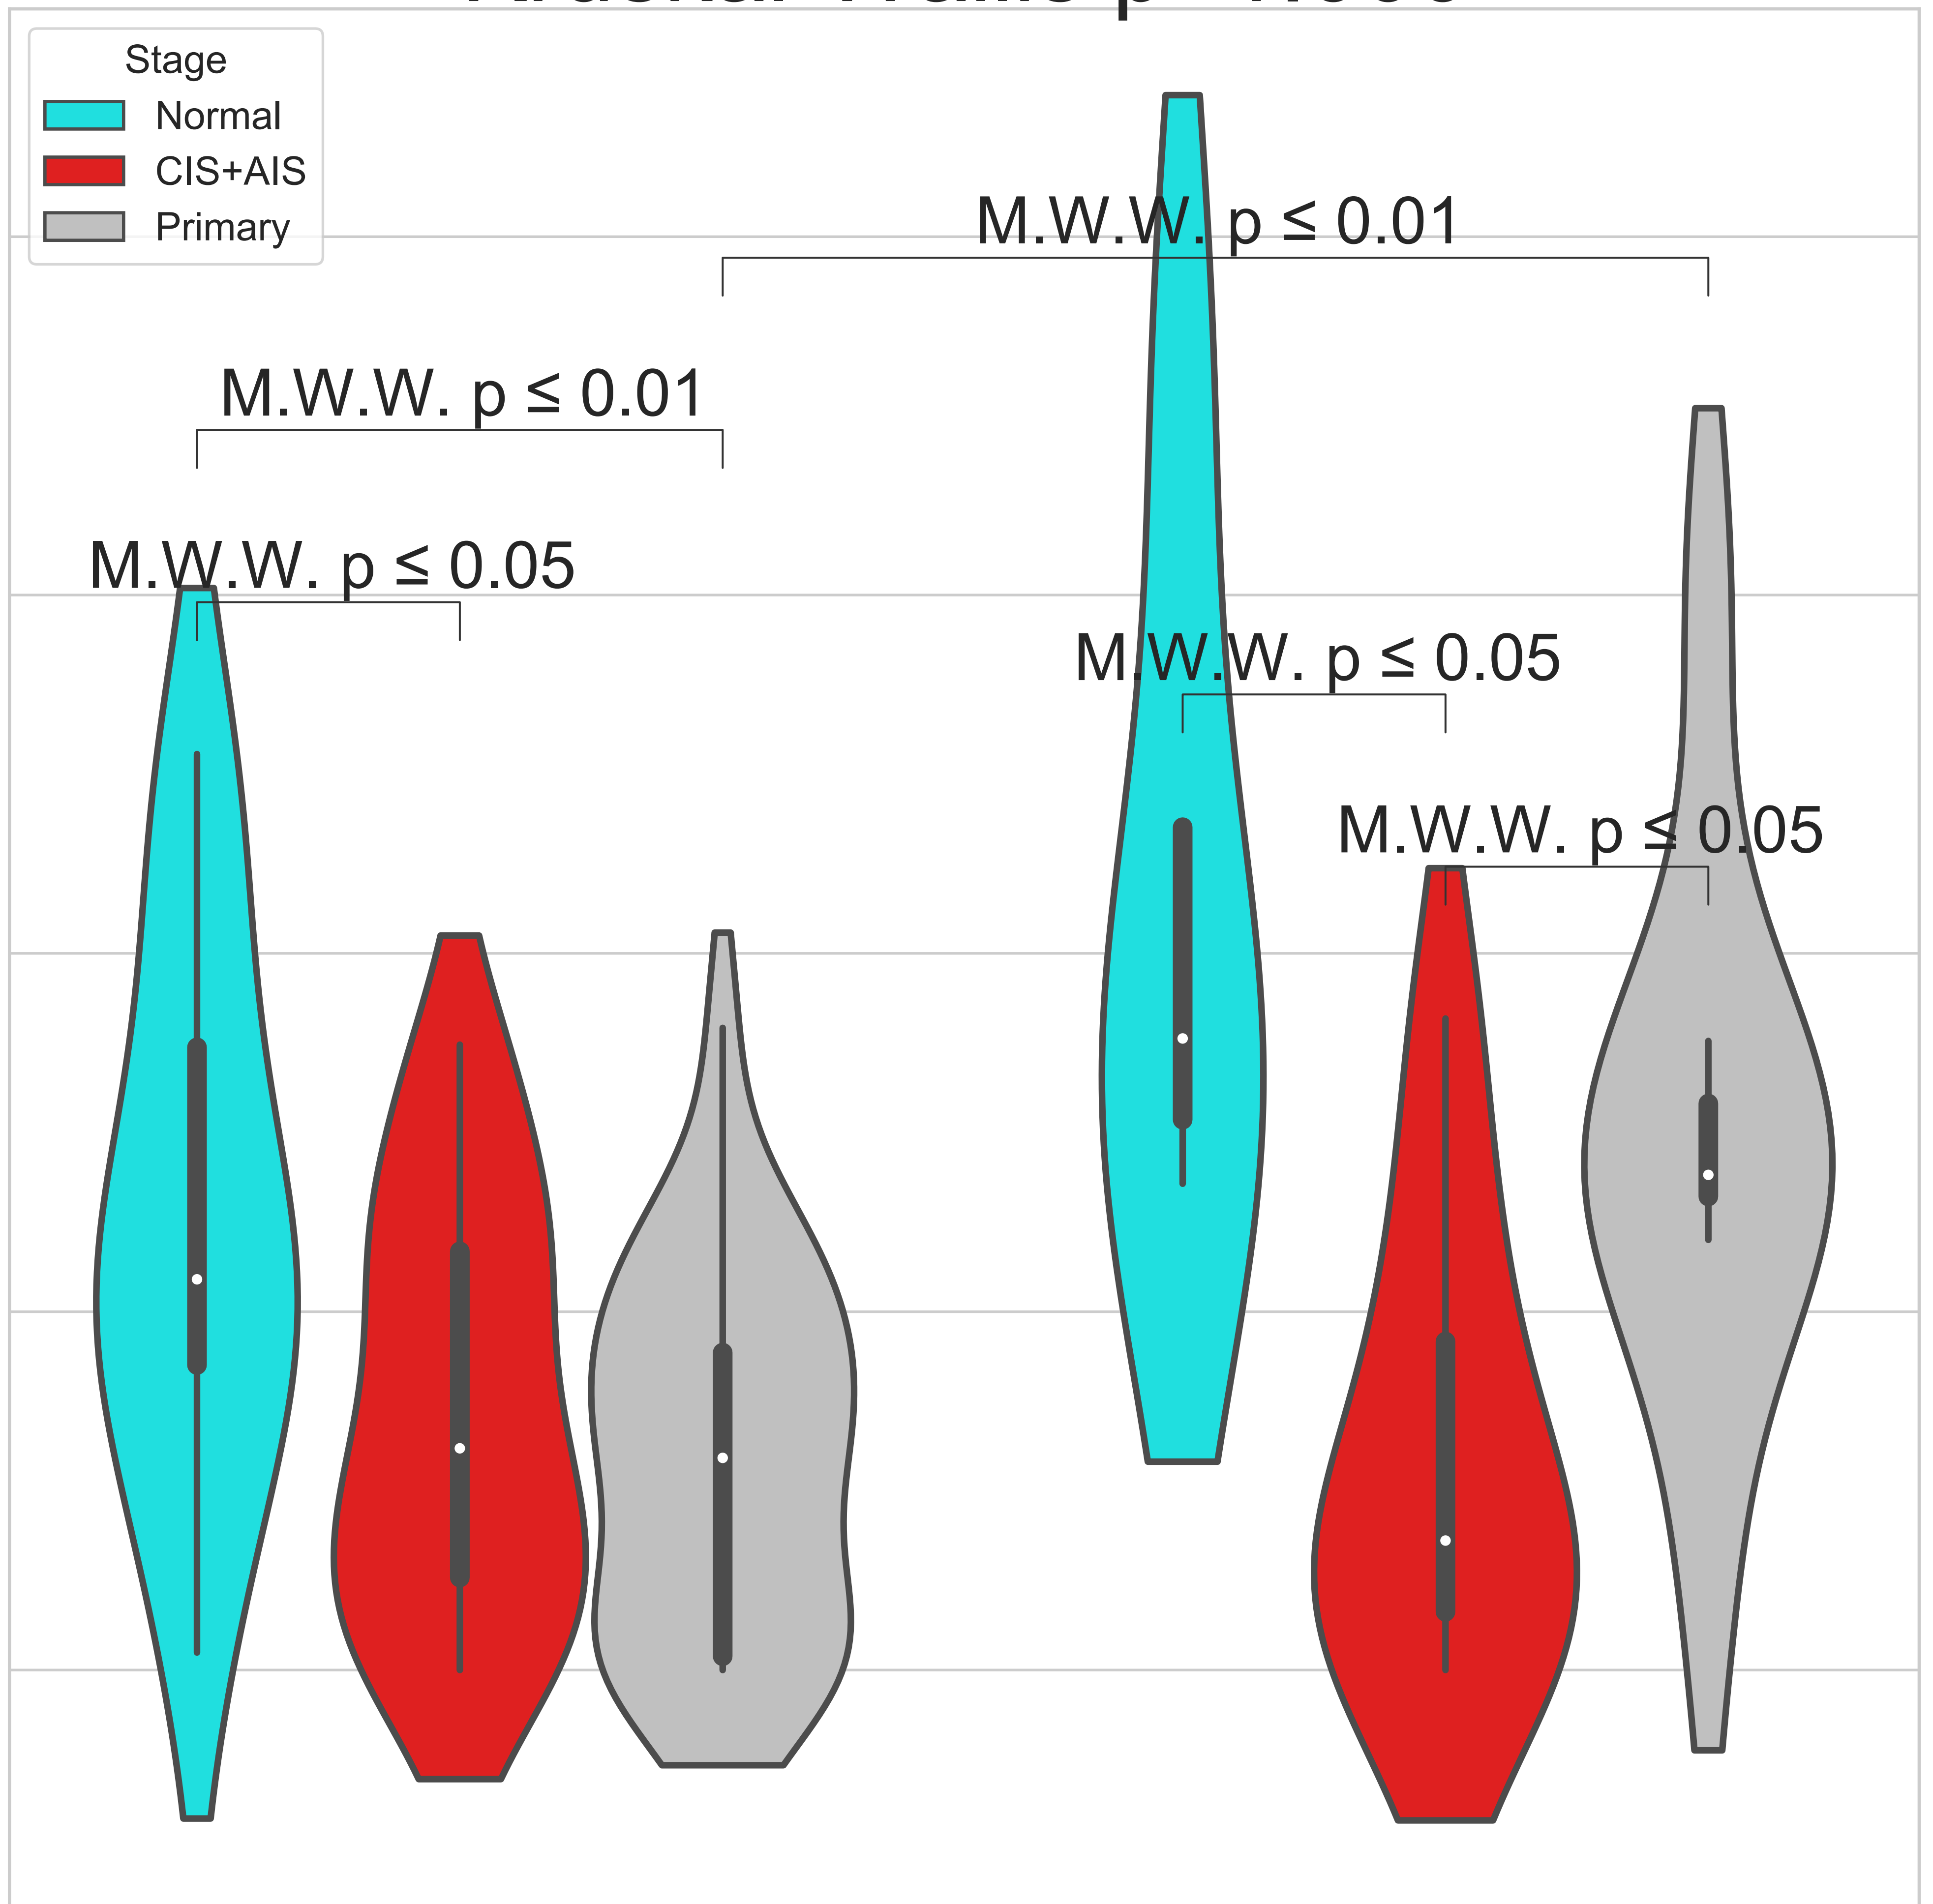 Stage
Normal
CIS+AIS
Primary
M.W.W. p ≤ 0.01
M.W.W. p ≤ 0.01
M.W.W. p ≤ 0.05
M.W.W. p ≤ 0.05
M.W.W. p ≤ 0.05